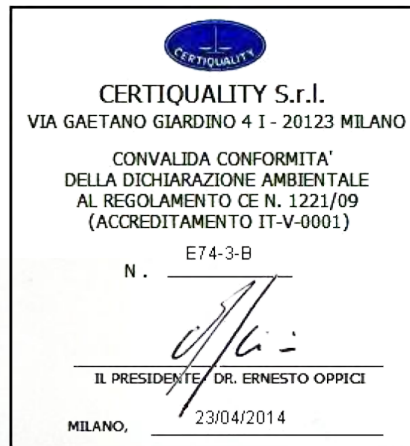 CERTIQUALITY
CERTIQUALITY S.r.l.
VIA GAETANO GIARDINO 4 I - 20123 MILANO
CONVALIDA CONFORMITA'
DELLA DICHIARAZIONE AMBIENTALE
AL REGOLAMENTO CE N. 1221/09
(ACCREDITAMENTO IT-V-0001)
N. E74-3-B
IL PRESIDENTE DR. ERNESTO OPPICI
MILANO, 23/04/2014